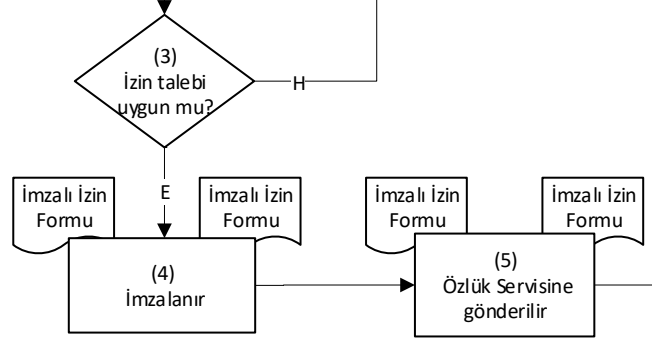 (3)
İzin talebi
uygun mu?
H
E
İmzalı İzin
Formu
İmzalı İzin
Formu
İmzalı İzin
Formu
İmzalı İzin
Formu
(4)
İmzalanır
(5)
Özlük Servisine
gönderilir